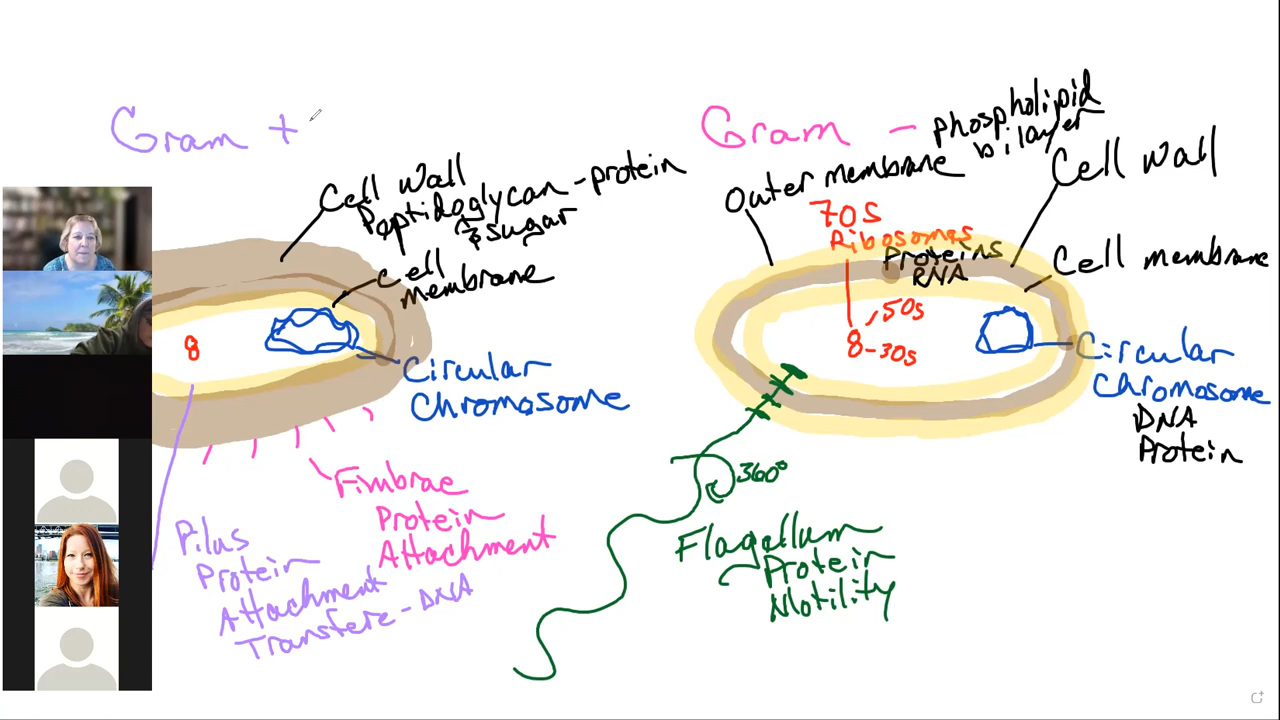 Gram +
Cell Wall
Peptidoglycan - protein
& sugar
Cell
membrane
8
Circular
Chromosome
Fimbrae
Protein
Attachment
Pilus
Protein
Attachment
Transfere - DNA
Gram -
phospholipid
bilayer
Outer membrane
Cell Wall
70S
Ribosomes
Proteins
RNA
Cell membrane
50s
8-30s
Circular
Chromosome
DNA
Protein
360°
Flagellum
Protein
Motility